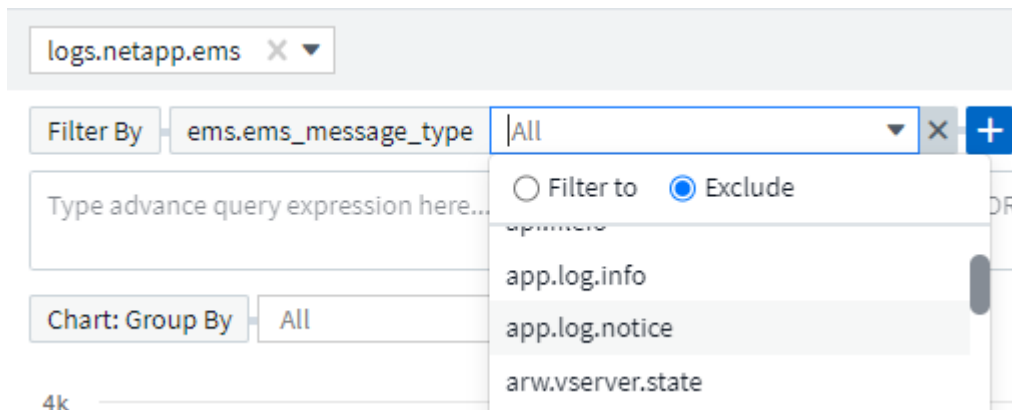 logs.netapp.ems
Filter By ems.ems_message_type All
Filter to Exclude
Type advance query expression here...
app.log.info
Chart: Group By All
app.log.notice
arw.vserver.state
4k